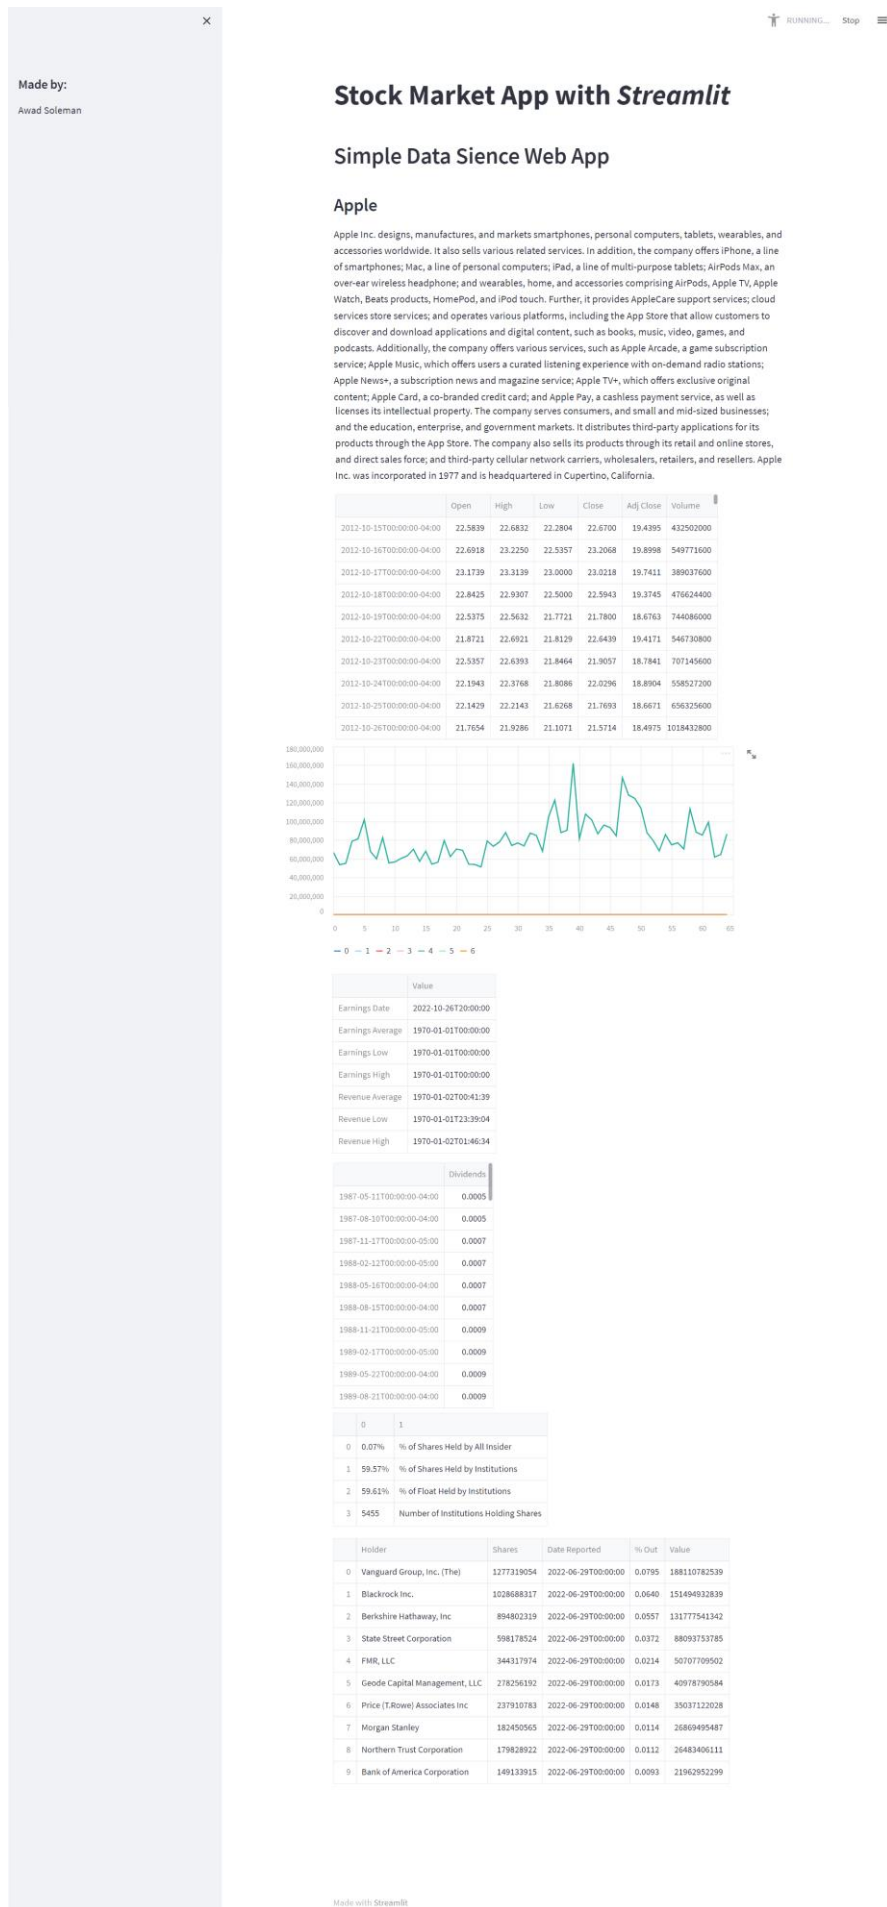 RUNNING... Stop
Made by:
Awad Soleman
Stock Market App with Streamlit
Simple Data Sience Web App
Apple
Apple Inc. designs, manufactures, and markets smartphones, personal computers, tablets, wearables, and
accessories worldwide. It also sells various related services. In addition, the company offers iPhone, a line
of smartphones; Mac, a line of personal computers; iPad, a line of multi-purpose tablets; AirPods Max, an
over-ear wireless headphone; and wearables, home, and accessories comprising AirPods, Apple TV, Apple
Watch, Beats products, HomePod, and iPod touch. Further, it provides AppleCare support services; cloud
services store services; and operates various platforms, including the App Store that allow customers to
discover and download applications and digital content, such as books, music, video, games, and
podcasts. Additionally, the company offers various services, such as Apple Arcade, a game subscription
service; Apple Music, which offers users a curated listening experience with on-demand radio stations;
Apple News+, a subscription news and magazine service; Apple TV+, which offers exclusive original
content; Apple Card, a co-branded credit card; and Apple Pay, a cashless payment service, as well as
licenses its intellectual property. The company serves consumers, and small and mid-sized businesses;
and the education, enterprise, and government markets. It distributes third-party applications for its
products through the App Store. The company also sells its products through its retail and online stores,
and direct sales force; and third-party cellular network carriers, wholesalers, retailers, and resellers. Apple
Inc. was incorporated in 1977 and is headquartered in Cupertino, California.
Open High Low Close Adj Close Volume
2012-10-15T00:00:00-04:00 22.5839 22.6832 22.2804 22.6700 19.4395 432502000
2012-10-16T00:00:00-04:00 22.6918 23.2250 22.5357 23.2068 19.8998 549771600
2012-10-17T00:00:00-04:00 23.1739 23.3139 23.0000 23.0218 19.7411 389037600
2012-10-18T00:00:00-04:00 22.8425 22.9307 22.5000 22.5943 19.3745 476624400
2012-10-19T00:00:00-04:00 22.5375 22.5632 21.7721 21.7800 18.6763 744086000
2012-10-22T00:00:00-04:00 21.8721 22.6921 21.8129 22.6439 19.4171 546730800
2012-10-23T00:00:00-04:00 22.5357 22.6393 21.8464 21.9057 18.7841 707145600
2012-10-24T00:00:00-04:00 22.1943 22.3768 21.8086 22.0296 18.8904 558527200
2012-10-25T00:00:00-04:00 22.1429 22.2143 21.6268 21.7693 18.6671 656325600
2012-10-26T00:00:00-04:00 21.7654 21.9286 21.1071 21.5714 18.4975 1018432800
180,000,000
160,000,000
140,000,000
120,000,000
100,000,000
80,000,000
60,000,000
40,000,000
20,000,000
0
0 5 10 15 20 25 30 35 40 45 50 55 60 65
0 1 2 3 4 5 6
Value
Earnings Date 2022-10-26T20:00:00
Earnings Average 1970-01-01T00:00:00
Earnings Low 1970-01-01T00:00:00
Earnings High 1970-01-01T00:00:00
Revenue Average 1970-01-02T00:41:39
Revenue Low 1970-01-01T23:39:04
Revenue High 1970-01-02T01:46:34
Dividends
1987-05-11T00:00:00-04:00 0.0005
1987-08-10T00:00:00-04:00 0.0005
1987-11-17T00:00:00-05:00 0.0007
1988-02-12T00:00:00-05:00 0.0007
1988-05-16T00:00:00-04:00 0.0007
1988-08-15T00:00:00-04:00 0.0007
1988-11-21T00:00:00-05:00 0.0009
1989-02-17T00:00:00-05:00 0.0009
1989-05-22T00:00:00-04:00 0.0009
1989-08-21T00:00:00-04:00 0.0009
0 1
0 0.07% % of Shares Held by All Insider
1 59.57% % of Shares Held by Institutions
2 59.61% % of Float Held by Institutions
3 5455 Number of Institutions Holding Shares
Holder Shares Date Reported % Out Value
0 Vanguard Group, Inc. (The) 1277319054 2022-06-29T00:00:00 0.0795 188110782539
1 Blackrock Inc. 1028688317 2022-06-29T00:00:00 0.0640 151494932839
2 Berkshire Hathaway, Inc 894802319 2022-06-29T00:00:00 0.0557 131777541342
3 State Street Corporation 598178524 2022-06-29T00:00:00 0.0372 88093753785
4 FMR, LLC 344317974 2022-06-29T00:00:00 0.0214 50707709502
5 Geode Capital Management, LLC 278256192 2022-06-29T00:00:00 0.0173 40978790584
6 Price (T.Rowe) Associates Inc 237910783 2022-06-29T00:00:00 0.0148 35037122028
7 Morgan Stanley 182450565 2022-06-29T00:00:00 0.0114 26869495487
8 Northern Trust Corporation 179828922 2022-06-29T00:00:00 0.0112 26483406111
9 Bank of America Corporation 149133915 2022-06-29T00:00:00 0.0093 21962952299
Made with Streamlit